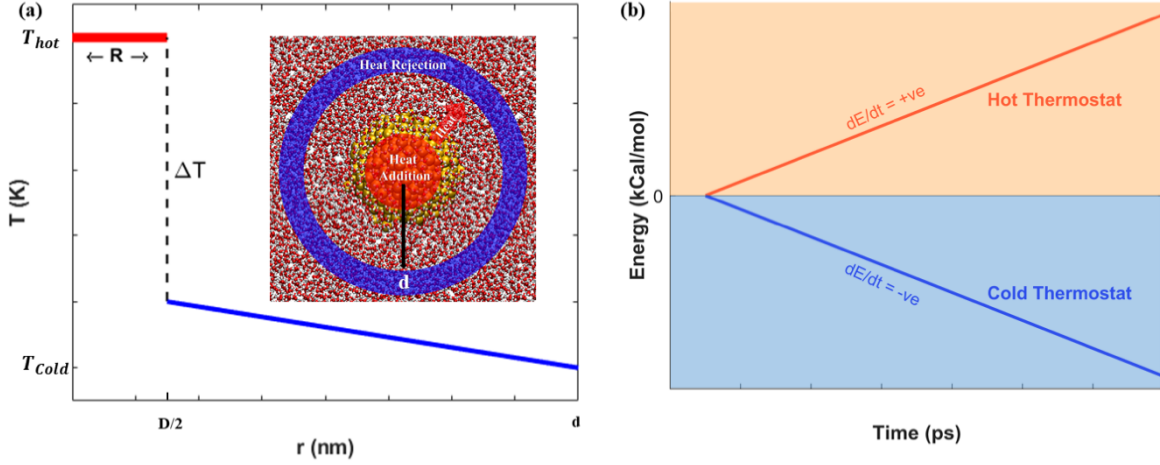 (a)
T_hot
← R →
ΔT
T (K)
T_Cold
D/2
d
r (nm)
Heat Rejection
Heat
Heat
Addition
d
(b)
Energy (kCal/mol)
0
dE/dt = +ve
Hot Thermostat
dE/dt = -ve
Cold Thermostat
Time (ps)